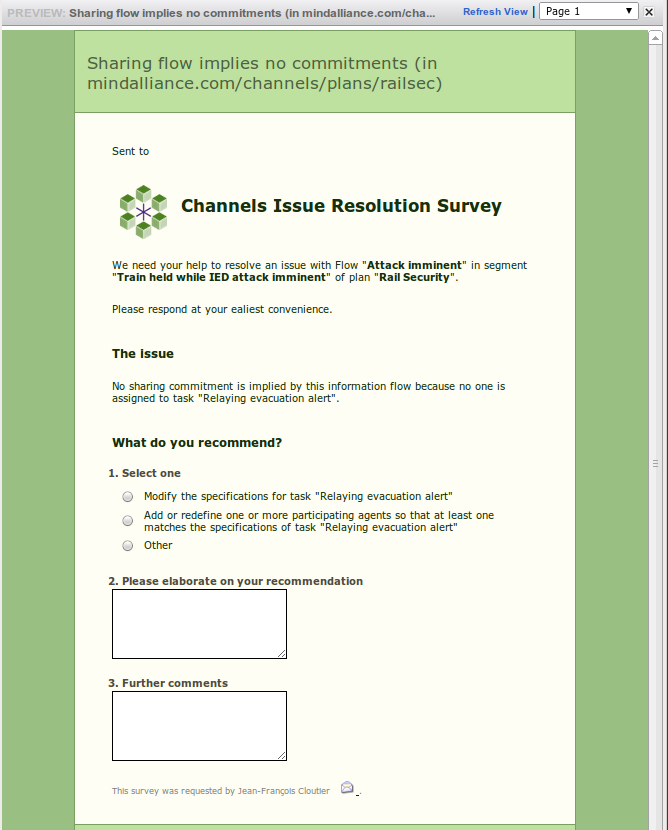 PREVIEW: Sharing flow implies no commitments (in mindalliance.com/cha... Refresh View | Page 1
Sharing flow implies no commitments (in
mindalliance.com/channels/plans/railsec)
Sent to
Channels Issue Resolution Survey
We need your help to resolve an issue with Flow "Attack imminent" in segment
"Train held while IED attack imminent" of plan "Rail Security".
Please respond at your ealiest convenience.
The issue
No sharing commitment is implied by this information flow because no one is
assigned to task "Relaying evacuation alert".
What do you recommend?
1. Select one
Modify the specifications for task "Relaying evacuation alert"
Add or redefine one or more participating agents so that at least one
matches the specifications of task "Relaying evacuation alert"
Other
2. Please elaborate on your recommendation
3. Further comments
This survey was requested by Jean-François Cloutier .